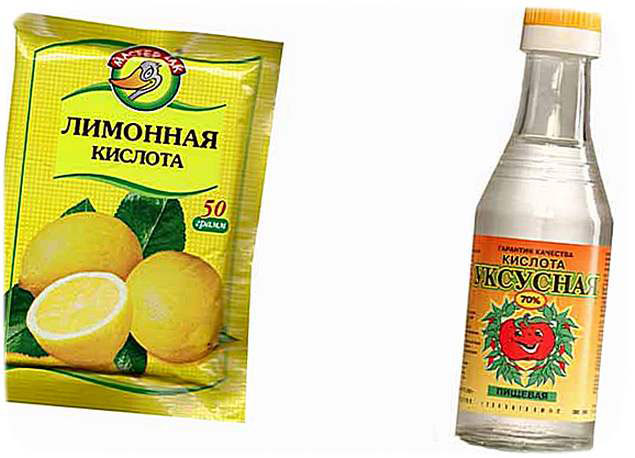 МАСТЕР ДАК
ЛИМОННАЯ
КИСЛОТА
50
грамм
ГАРАНТИЯ КАЧЕСТВА
КИСЛОТА
УКСУСНАЯ
70%
ПИЩЕВАЯ